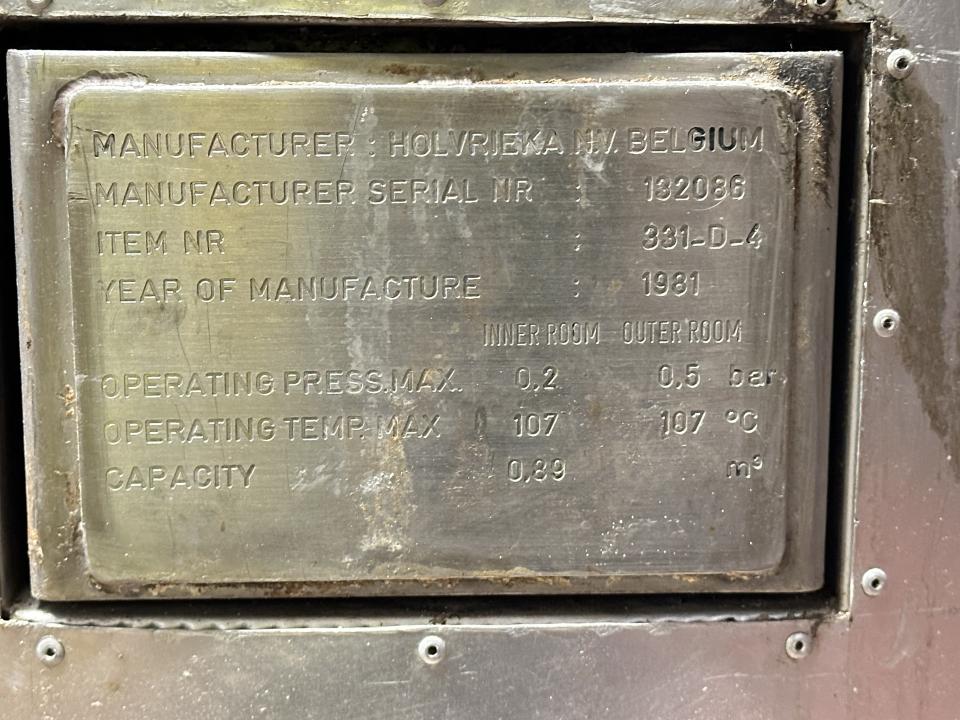 MANUFACTURER : HOLVRIEKA N.V. BELGIUM
MANUFACTURER SERIAL NR : 132086
ITEM NR : 331-D-4
YEAR OF MANUFACTURE : 1981
INNER ROOM OUTER ROOM
OPERATING PRESS.MAX. 0,2 0,5 bar
OPERATING TEMP. MAX 107 107 °C
CAPACITY 0,89 m³